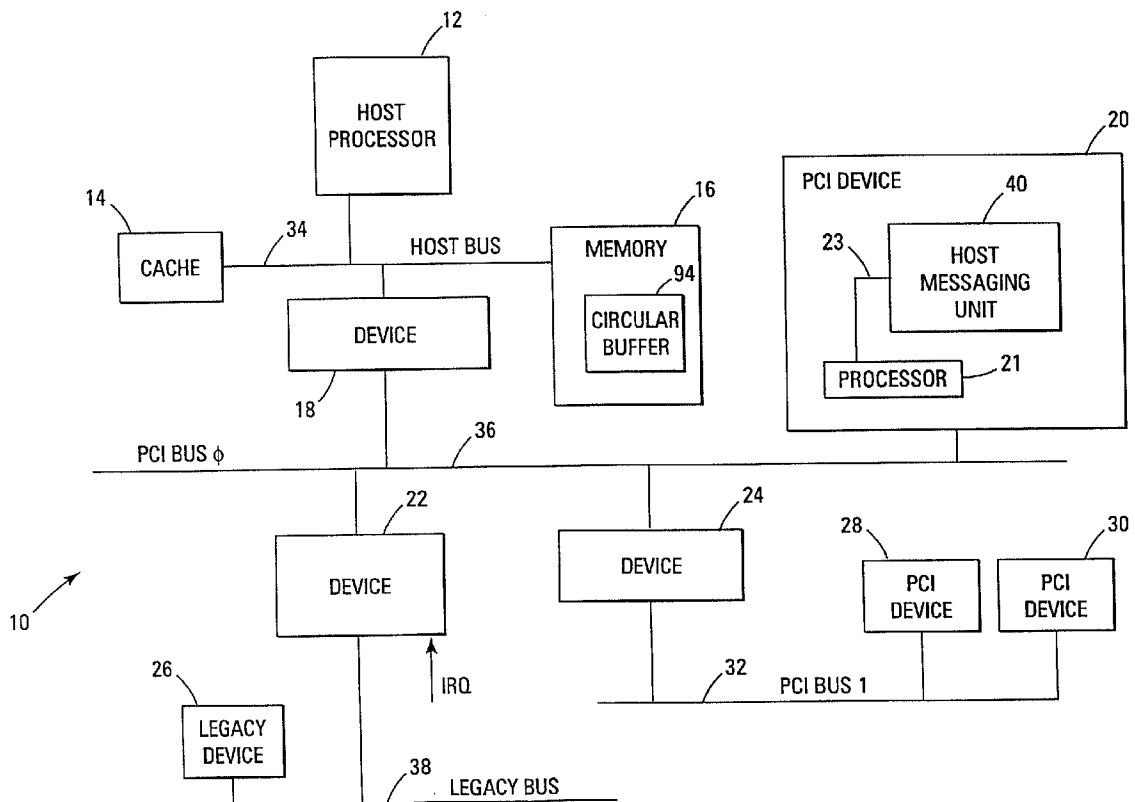 12
HOST
PROCESSOR
14
CACHE
34
HOST BUS
16
MEMORY
94
CIRCULAR
BUFFER
DEVICE
18
20
PCI DEVICE
40
23
HOST
MESSAGING
UNIT
PROCESSOR
21
PCI BUS ϕ
36
22
DEVICE
24
DEVICE
28
PCI
DEVICE
30
PCI
DEVICE
10
IRQ
32
PCI BUS 1
26
LEGACY
DEVICE
38
LEGACY BUS